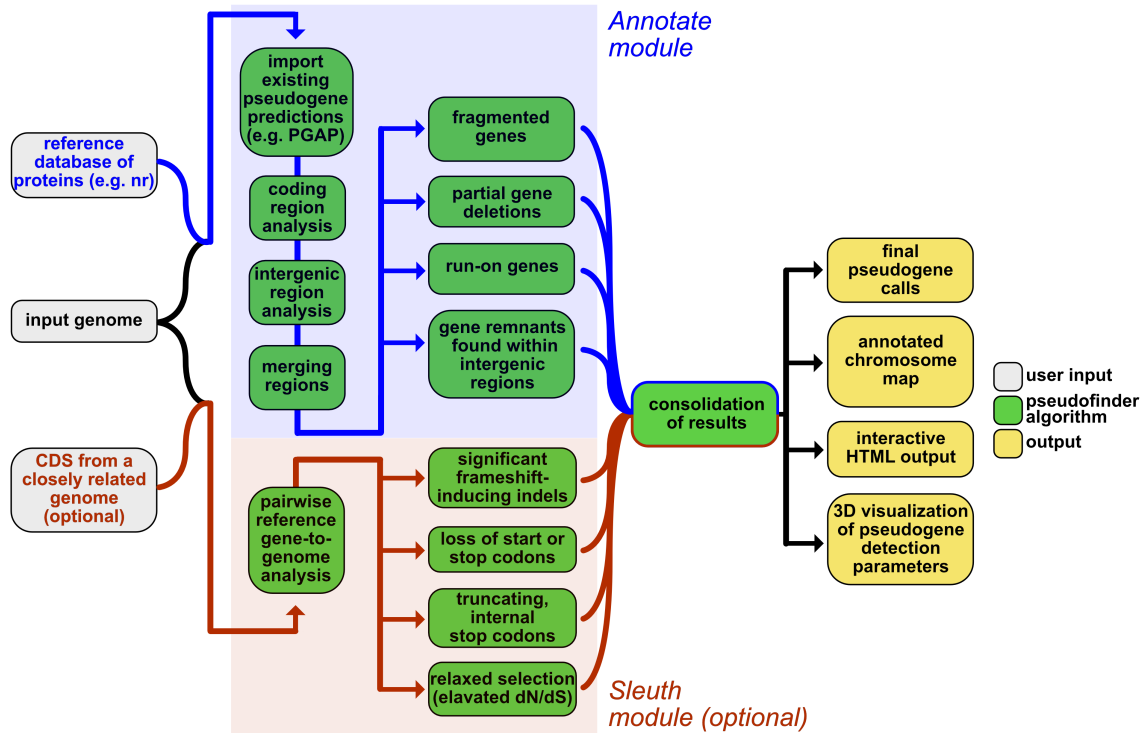 Annotate
module
import
existing
pseudogene
predictions
(e.g. PGAP)
coding
region
analysis
intergenic
region
analysis
merging
regions
fragmented
genes
partial gene
deletions
run-on genes
gene remnants
found within
intergenic
regions
reference
database of
proteins (e.g. nr)
input genome
CDS from a
closely related
genome
(optional)
pairwise
reference
gene-to-
genome
analysis
significant
frameshift-
inducing indels
loss of start or
stop codons
truncating,
internal
stop codons
relaxed selection
(elavated dN/dS)
Sleuth
module (optional)
consolidation
of results
final
pseudogene
calls
annotated
chromosome
map
interactive
HTML output
3D visualization
of pseudogene
detection
parameters
user input
pseudofinder
algorithm
output